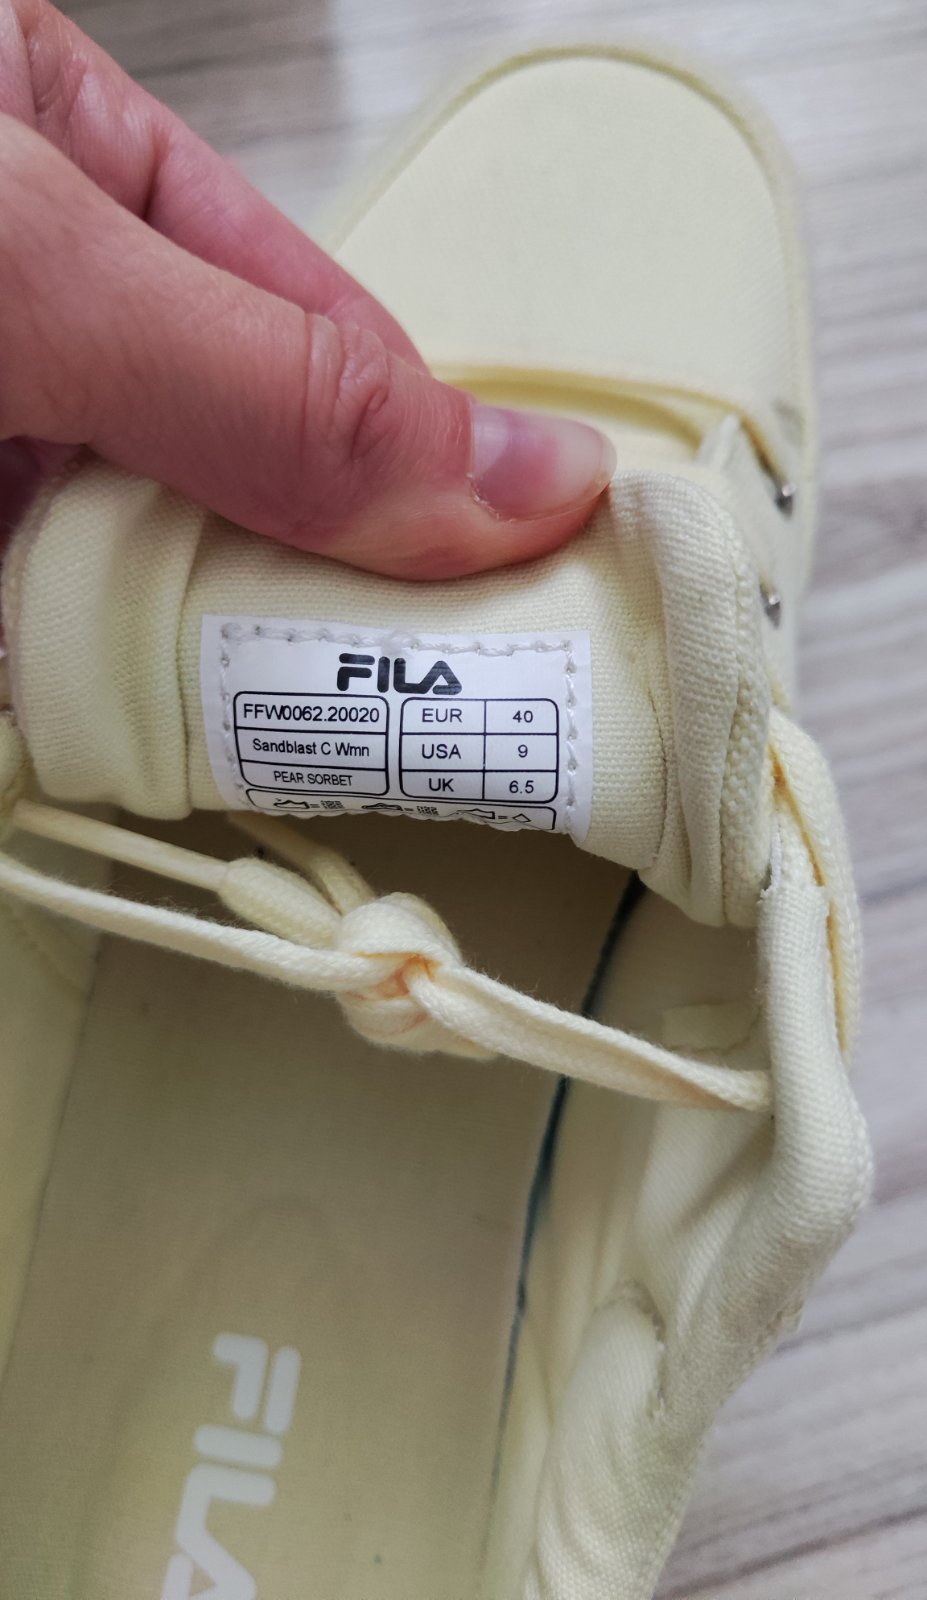 FILA
FFW0062.20020
Sandblast C Wmn
PEAR SORBET
EUR 40
USA 9
UK 6.5
FILA